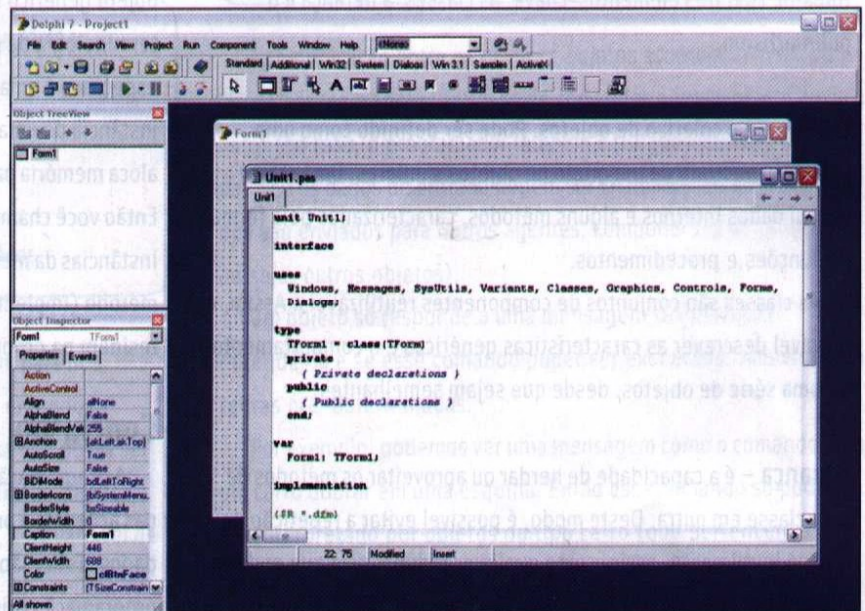 Delphi 7 - Project1
File Edit Search View Project Run Component Tools Window Help <None>
Standard Additional Win32 System Dialogs Win 3.1 Samples ActiveX
Object TreeView
Form1
Form1
Unit1.pas
Unit1
unit Unit1;
interface
uses
Windows, Messages, SysUtils, Variants, Classes, Graphics, Controls, Forms,
Dialogs;
type
TForm1 = class(TForm)
private
{ Private declarations }
public
{ Public declarations }
end;
var
Form1: TForm1;
implementation
{$R *.dfm}
22: 75 Modified Insert
Object Inspector
Form1 TForm1
Properties Events
Action
ActiveControl
Align alNone
AlphaBlend False
AlphaBlendVal 255
Anchors [akLeft,akTop]
AutoScroll True
AutoSize False
BiDiMode bdLeftToRight
BorderIcons [biSystemMenu,
BorderStyle bsSizeable
BorderWidth 0
Caption Form1
ClientHeight 446
ClientWidth 688
Color clBtnFace
Constraints (TSizeConstrain
All shown